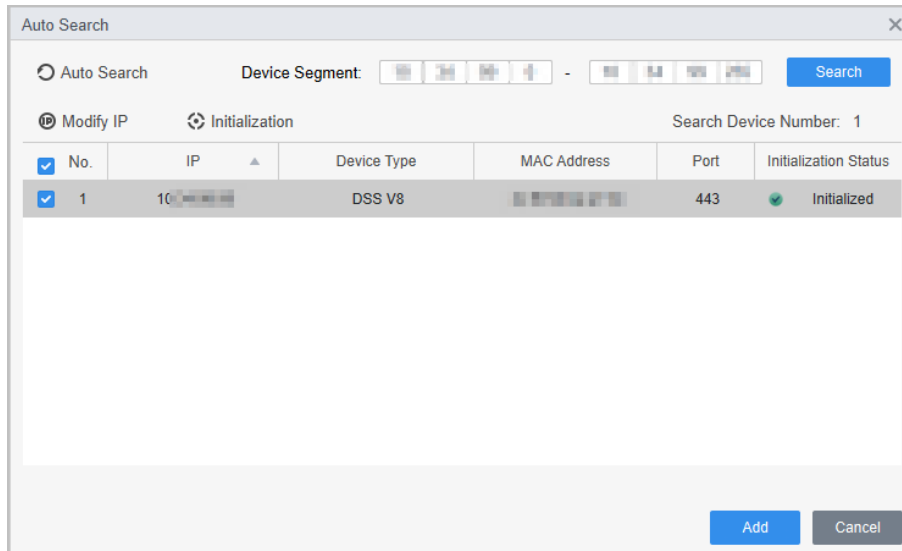 Auto Search
Auto Search Device Segment: - Search
Modify IP Initialization Search Device Number: 1
No. IP Device Type MAC Address Port Initialization Status
1 10 DSS V8 443 Initialized
Add Cancel